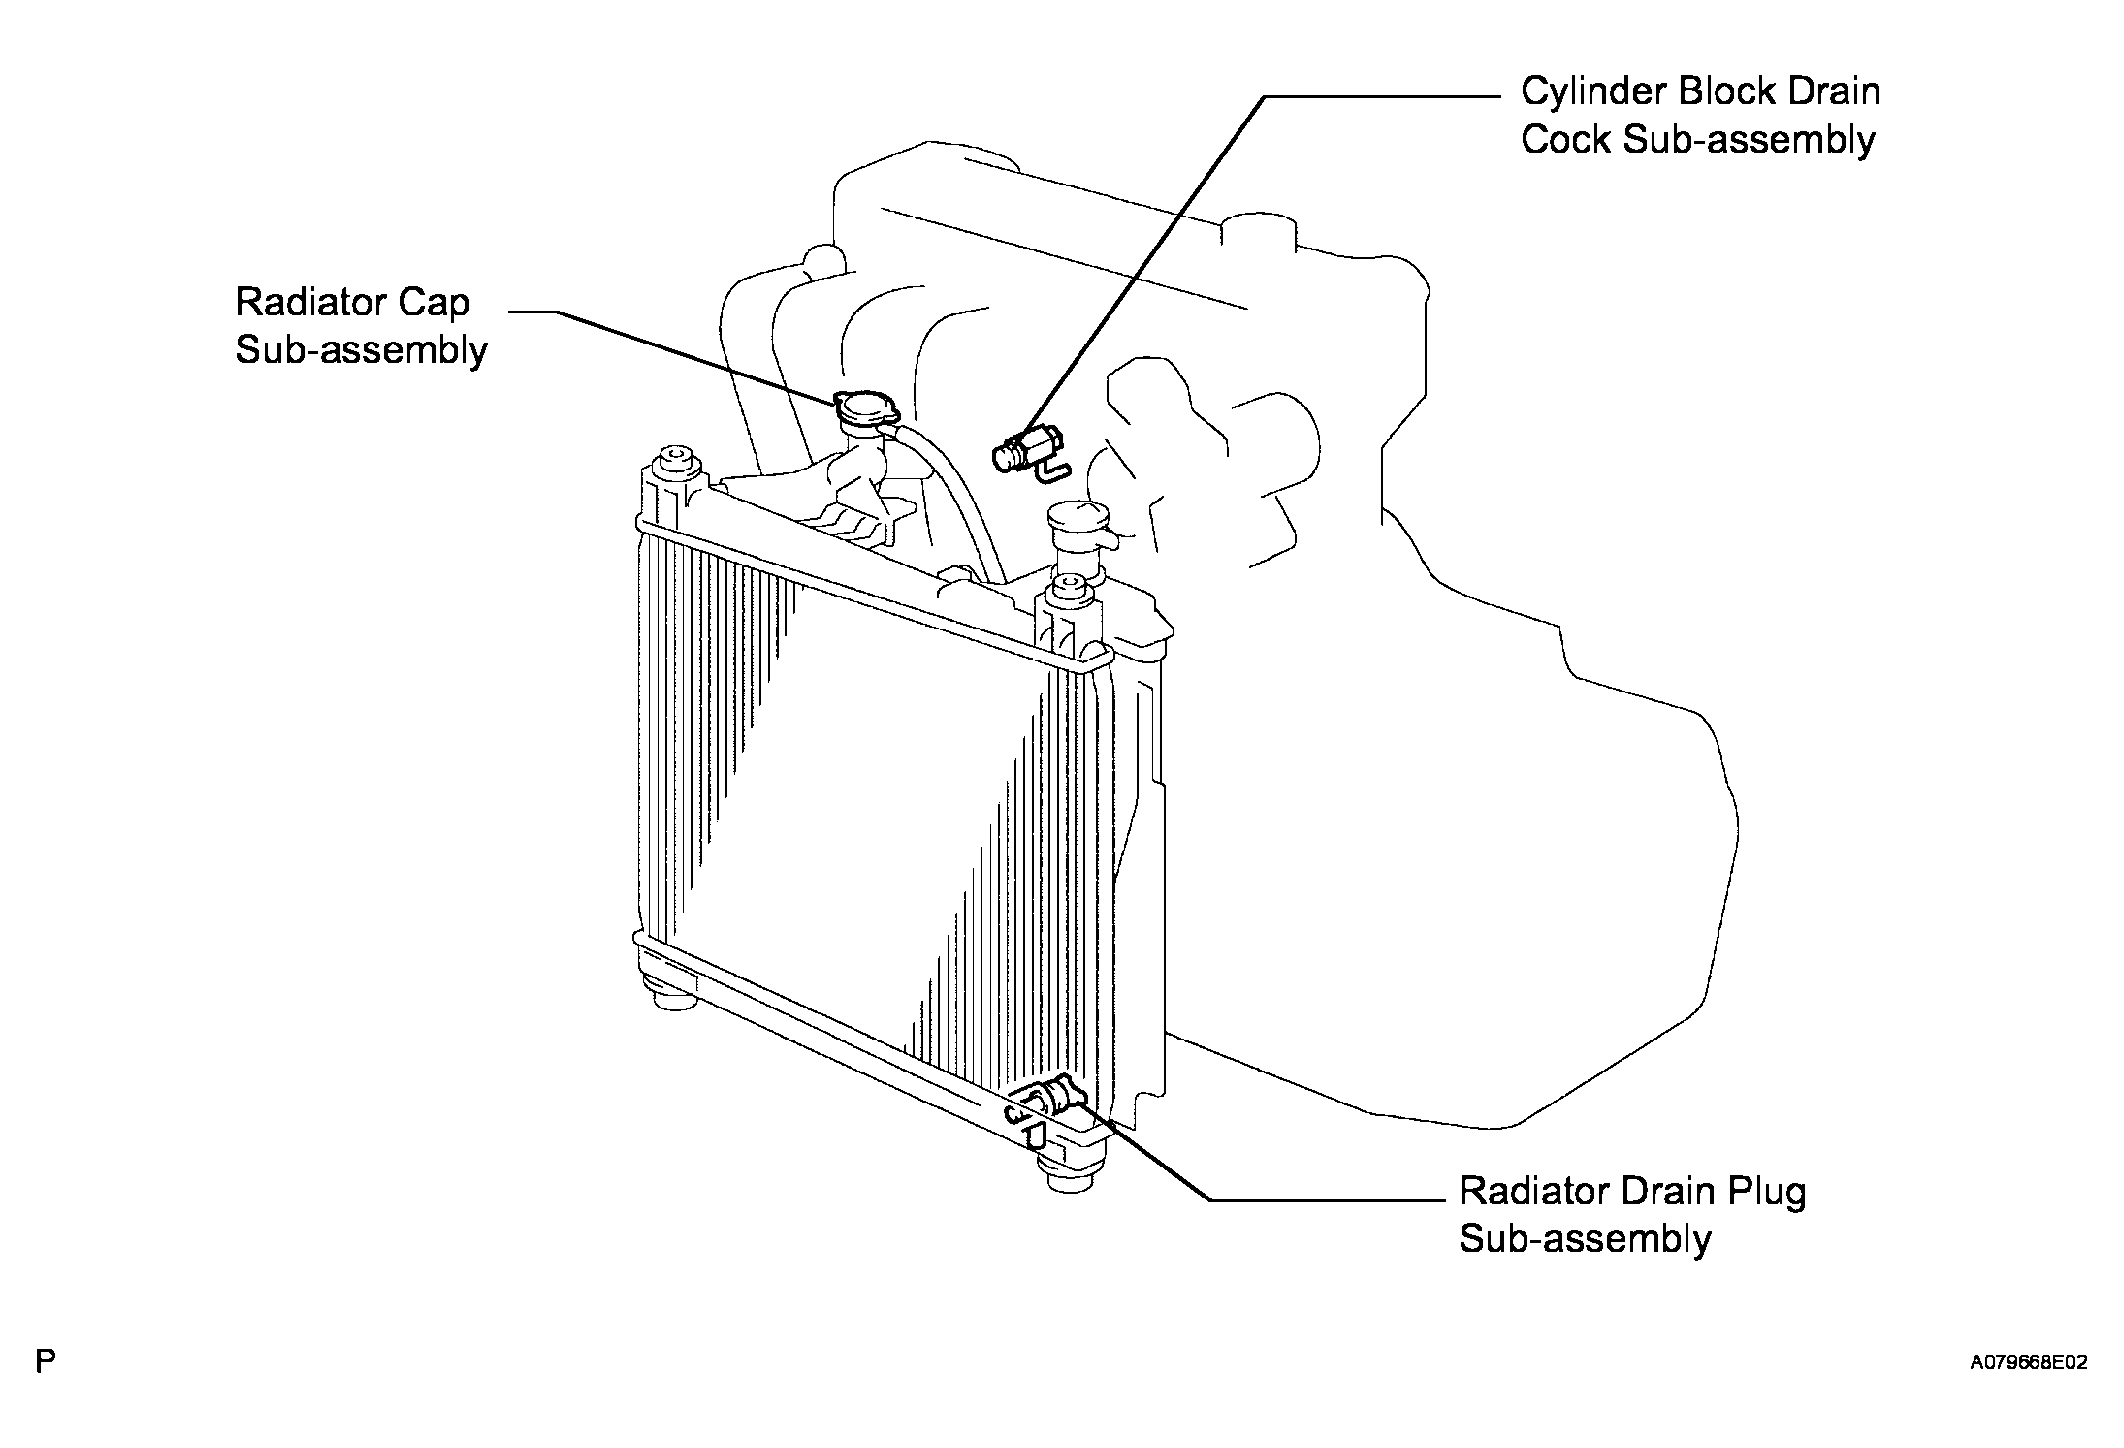 Cylinder Block Drain
Cock Sub-assembly
Radiator Cap
Sub-assembly
Radiator Drain Plug
Sub-assembly
P
A079668E02